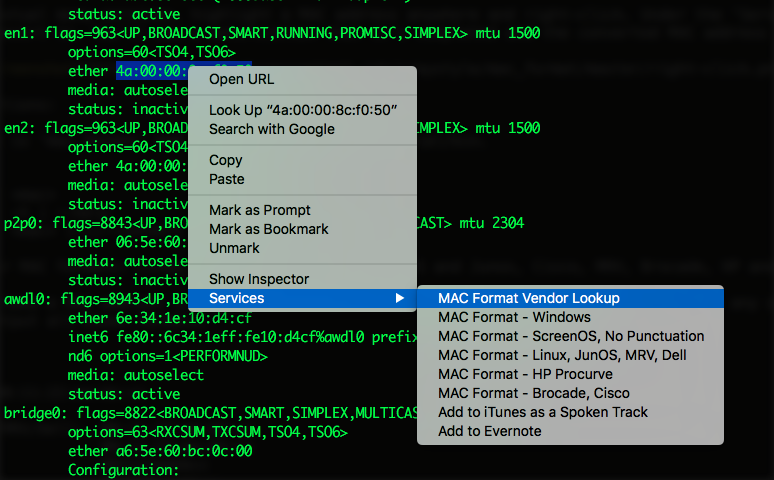 status: active
en1: flags=963<UP,BROADCAST,SMART,RUNNING,PROMISC,SIMPLEX> mtu 1500
options=60<TSO4,TSO6>
ether 4a:00:00:
media: autoselec
status: inactiv
en2: flags=963<UP,BR MPLEX> mtu 1500
options=60<TSO4
ether 4a:00:00:
media: autoselec
status: inactiv
p2p0: flags=8843<UP,B CAST> mtu 2304
ether 06:5e:60:
media: autoselec
status: inactiv
awdl0: flags=8943<UP,B
ether 6e:34:1e:10:d4:cf
inet6 fe80::6c34:1eff:fe10:d4cf%awdl0 prefix
nd6 options=1<PERFORMNUD>
media: autoselect
status: active
bridge0: flags=8822<BROADCAST,SMART,SIMPLEX,MULTICAS
options=63<RXCSUM,TXCSUM,TSO4,TSO6>
ether a6:5e:60:bc:0c:00
Configuration:
Open URL
Look Up “4a:00:00:8c:f0:50”
Search with Google
Copy
Paste
Mark as Prompt
Mark as Bookmark
Unmark
Show Inspector
Services
MAC Format Vendor Lookup
MAC Format - Windows
MAC Format - ScreenOS, No Punctuation
MAC Format - Linux, JunOS, MRV, Dell
MAC Format - HP Procurve
MAC Format - Brocade, Cisco
Add to iTunes as a Spoken Track
Add to Evernote